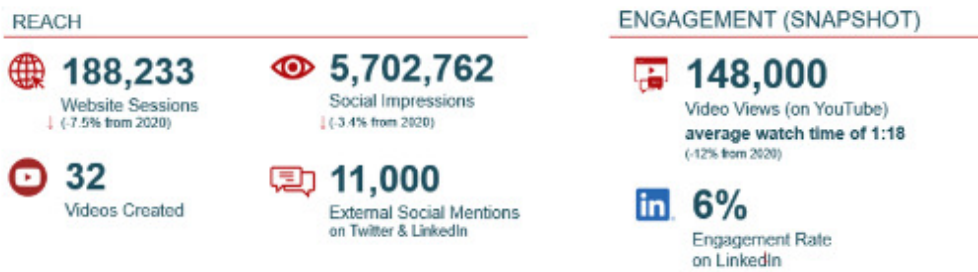 REACH
188,233
Website Sessions
↓ (-7.5% from 2020)
5,702,762
Social Impressions
↓ (-3.4% from 2020)
32
Videos Created
11,000
External Social Mentions
on Twitter & LinkedIn
ENGAGEMENT (SNAPSHOT)
148,000
Video Views (on YouTube)
average watch time of 1:18
(-12% from 2020)
in
6%
Engagement Rate
on LinkedIn